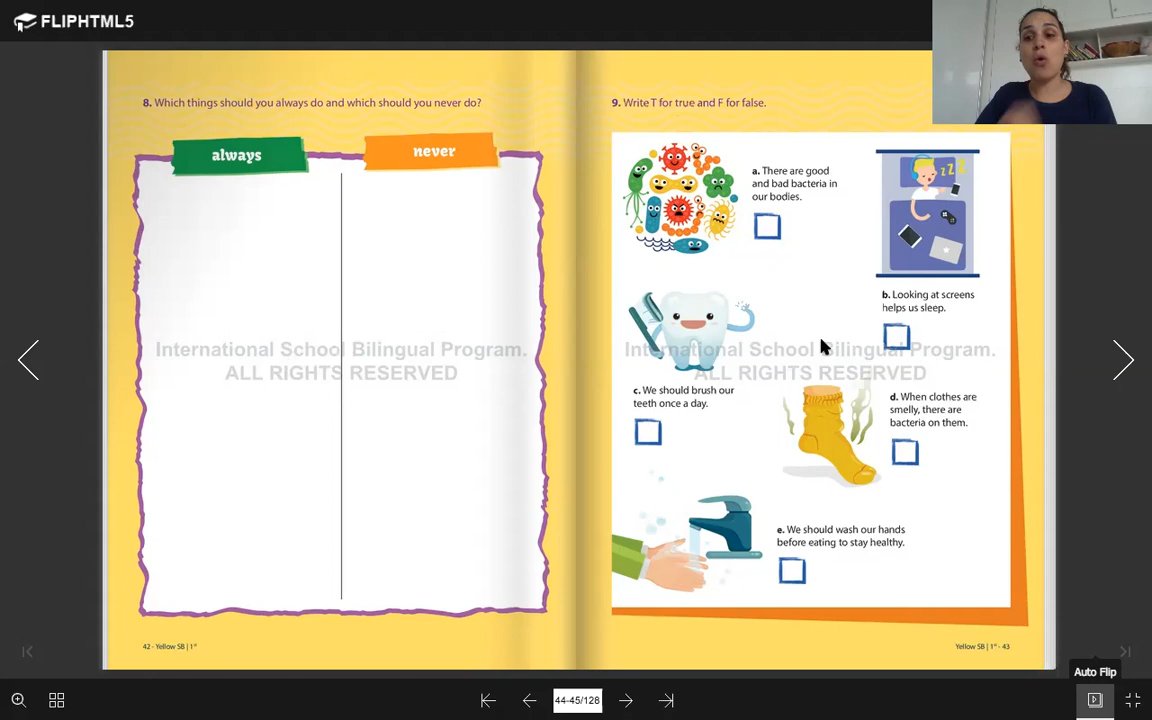 FLIPHTML5
8. Which things should you always do and which should you never do?
always
never
International School Bilingual Program.
ALL RIGHTS RESERVED
42 - Yellow SB | 1st
9. Write T for true and F for false.
a. There are good
and bad bacteria in
our bodies.
z z Z
b. Looking at screens
helps us sleep.
International School Bilingual Program.
ALL RIGHTS RESERVED
c. We should brush our
teeth once a day.
d. When clothes are
smelly, there are
bacteria on them.
e. We should wash our hands
before eating to stay healthy.
Yellow SB | 1st - 43
Auto Flip
44-45/128